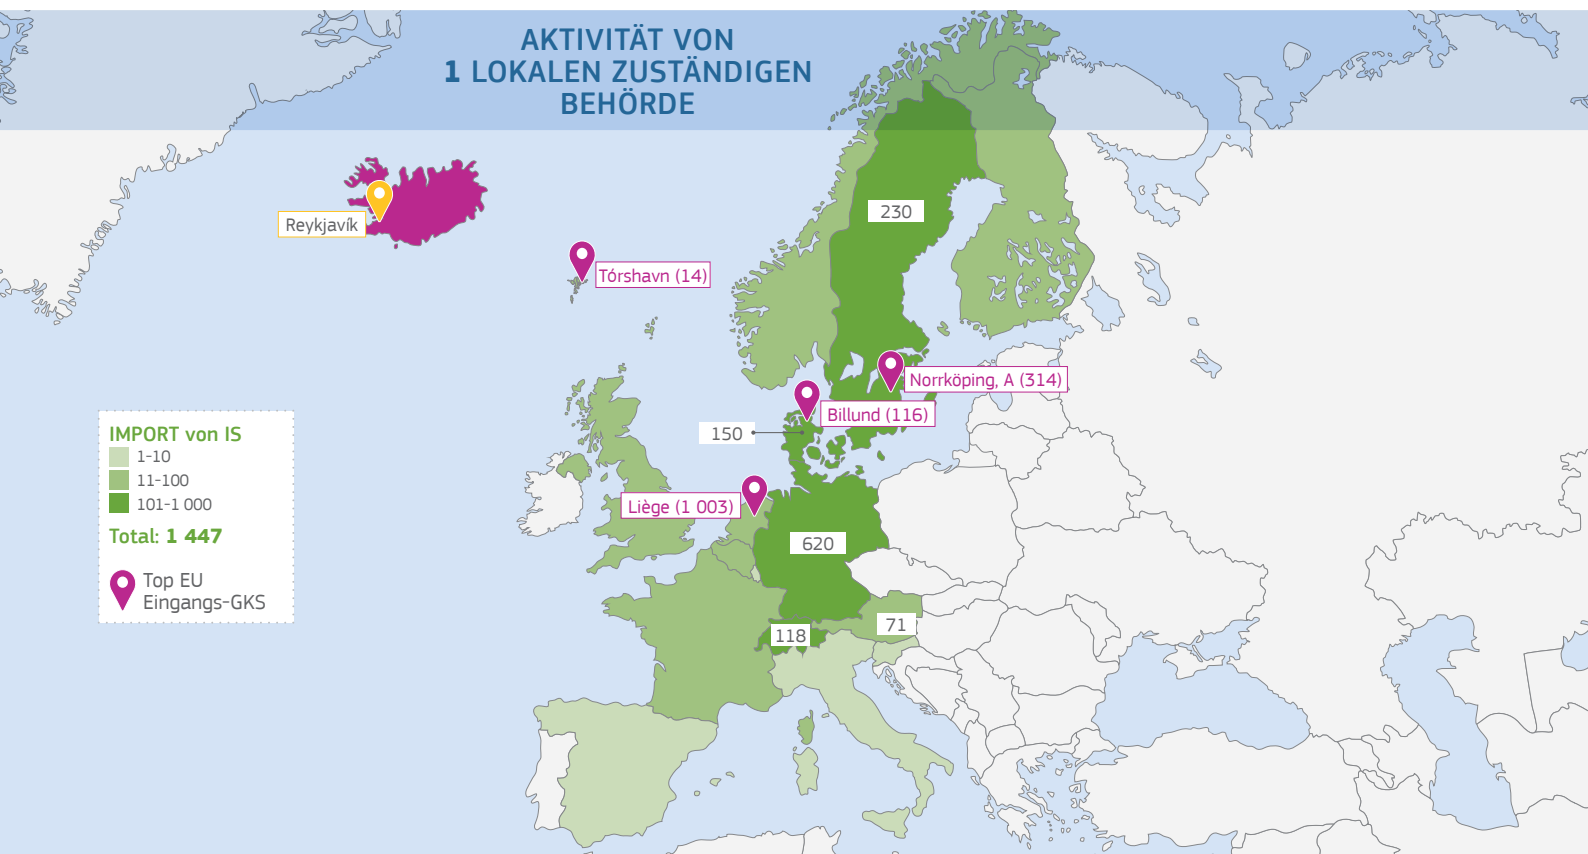 AKTIVITÄT VON
1 LOKALEN ZUSTÄNDIGEN
BEHÖRDE
Reykjavík
Tórshavn (14)
230
Norrköping, A (314)
Billund (116)
150
Liège (1 003)
620
118
71
IMPORT von IS
1-10
11-100
101-1 000
Total: 1 447
Top EU
Eingangs-GKS